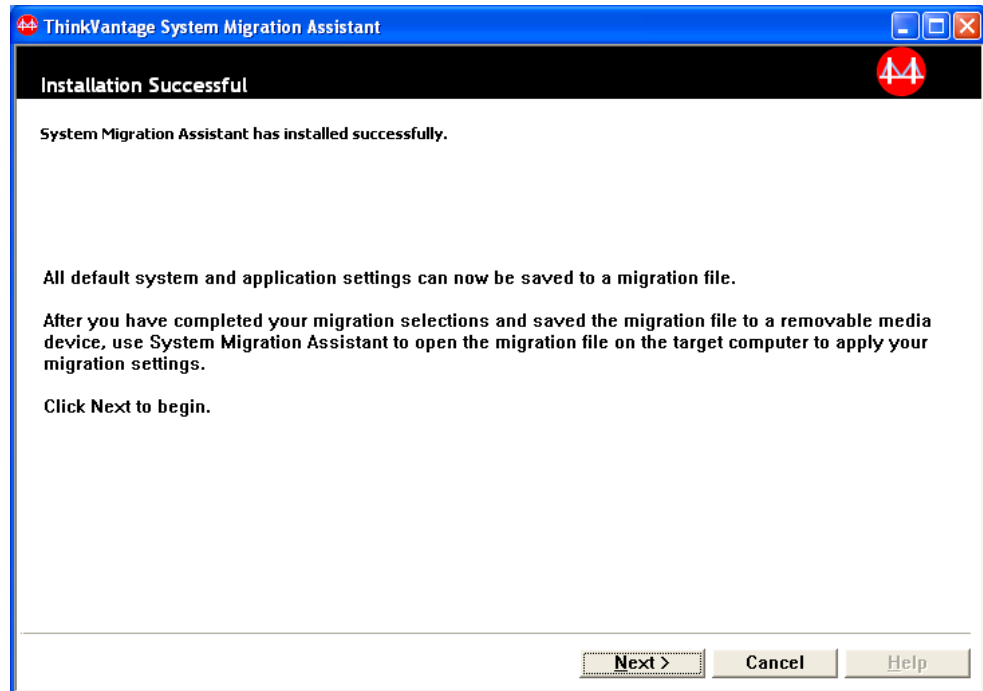 ThinkVantage System Migration Assistant
Installation Successful
System Migration Assistant has installed successfully.
All default system and application settings can now be saved to a migration file.
After you have completed your migration selections and saved the migration file to a removable media
device, use System Migration Assistant to open the migration file on the target computer to apply your
migration settings.
Click Next to begin.
Next >
Cancel
Help